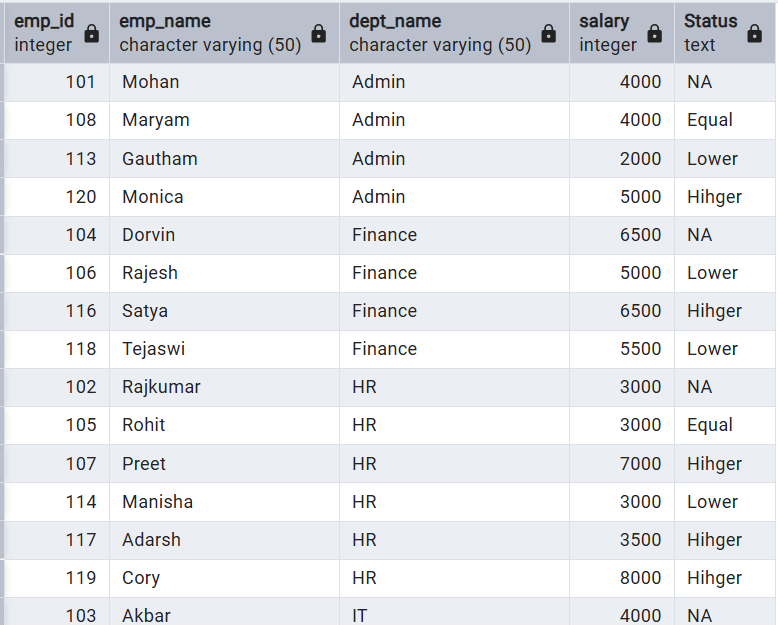 emp_id emp_name dept_name salary Status
integer character varying (50) character varying (50) integer text
101 Mohan Admin 4000 NA
108 Maryam Admin 4000 Equal
113 Gautham Admin 2000 Lower
120 Monica Admin 5000 Hihger
104 Dorvin Finance 6500 NA
106 Rajesh Finance 5000 Lower
116 Satya Finance 6500 Hihger
118 Tejaswi Finance 5500 Lower
102 Rajkumar HR 3000 NA
105 Rohit HR 3000 Equal
107 Preet HR 7000 Hihger
114 Manisha HR 3000 Lower
117 Adarsh HR 3500 Hihger
119 Cory HR 8000 Hihger
103 Akbar IT 4000 NA